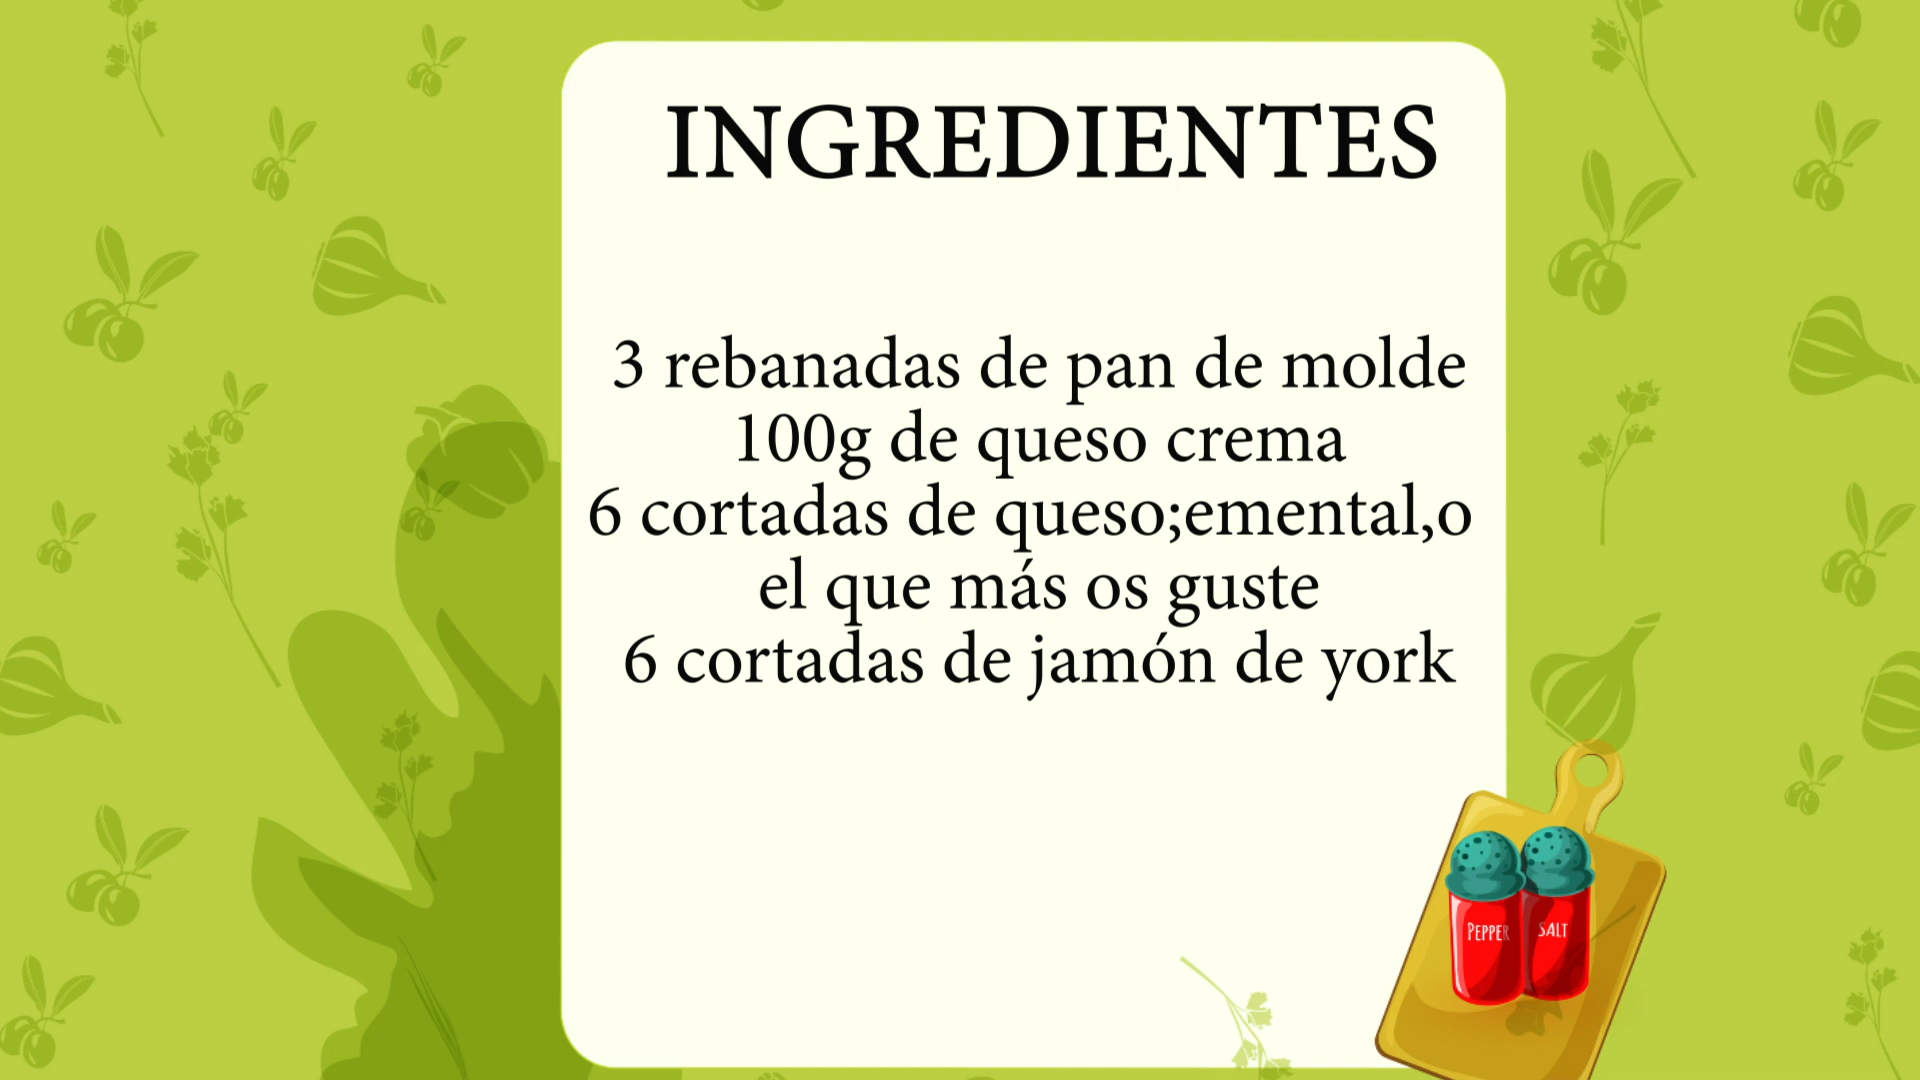 INGREDIENTES
3 rebanadas de pan de molde
100g de queso crema
6 cortadas de queso;emental,o
el que más os guste
6 cortadas de jamón de york
PEPPER
SALT